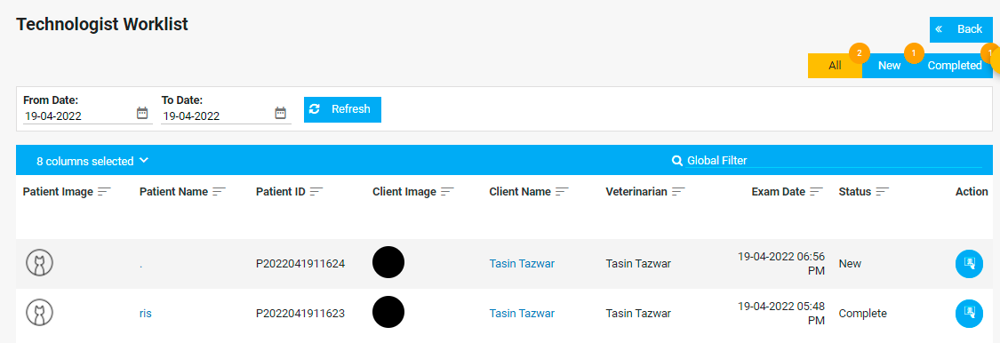 Technologist Worklist
« Back
All 2 New 1 Completed 1
From Date: To Date:
19-04-2022 19-04-2022 Refresh
8 columns selected Global Filter
Patient Image Patient Name Patient ID Client Image Client Name Veterinarian Exam Date Status Action
. P2022041911624 Tasin Tazwar Tasin Tazwar 19-04-2022 06:56 PM New
ris P2022041911623 Tasin Tazwar Tasin Tazwar 19-04-2022 05:48 PM Complete